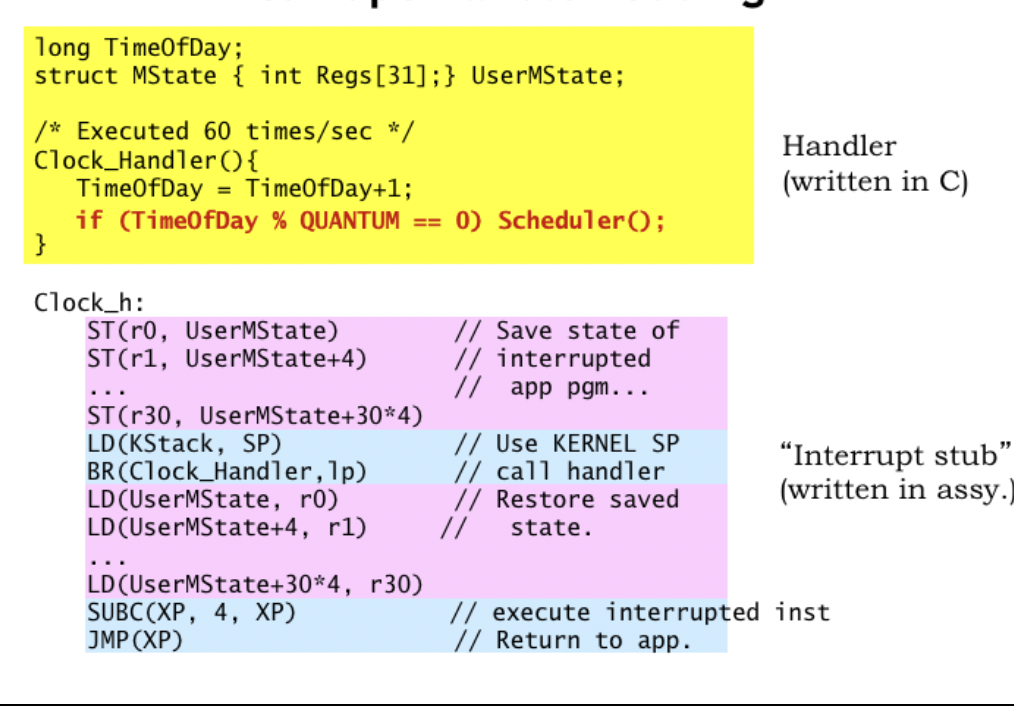 long TimeOfDay;
struct MState { int Regs[31];} UserMState;
/* Executed 60 times/sec */
Clock_Handler(){
TimeOfDay = TimeOfDay+1;
if (TimeOfDay % QUANTUM == 0) Scheduler();
}
Handler
(written in C)
Clock_h:
ST(r0, UserMState) // Save state of
ST(r1, UserMState+4) // interrupted
... // app pgm...
ST(r30, UserMState+30*4)
LD(KStack, SP) // Use KERNEL SP
BR(Clock_Handler,lp) // call handler
LD(UserMState, r0) // Restore saved
LD(UserMState+4, r1) // state.
...
LD(UserMState+30*4, r30)
SUBC(XP, 4, XP) // execute interrupted inst
JMP(XP) // Return to app.
“Interrupt stub”
(written in assy.)